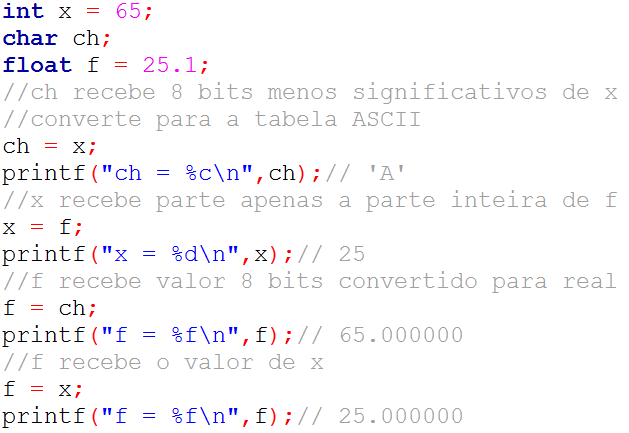 int x = 65;
char ch;
float f = 25.1;
//ch recebe 8 bits menos significativos de x
//converte para a tabela ASCII
ch = x;
printf("ch = %c\n",ch);// 'A'
//x recebe parte apenas a parte inteira de f
x = f;
printf("x = %d\n",x);// 25
//f recebe valor 8 bits convertido para real
f = ch;
printf("f = %f\n",f);// 65.000000
//f recebe o valor de x
f = x;
printf("f = %f\n",f);// 25.000000